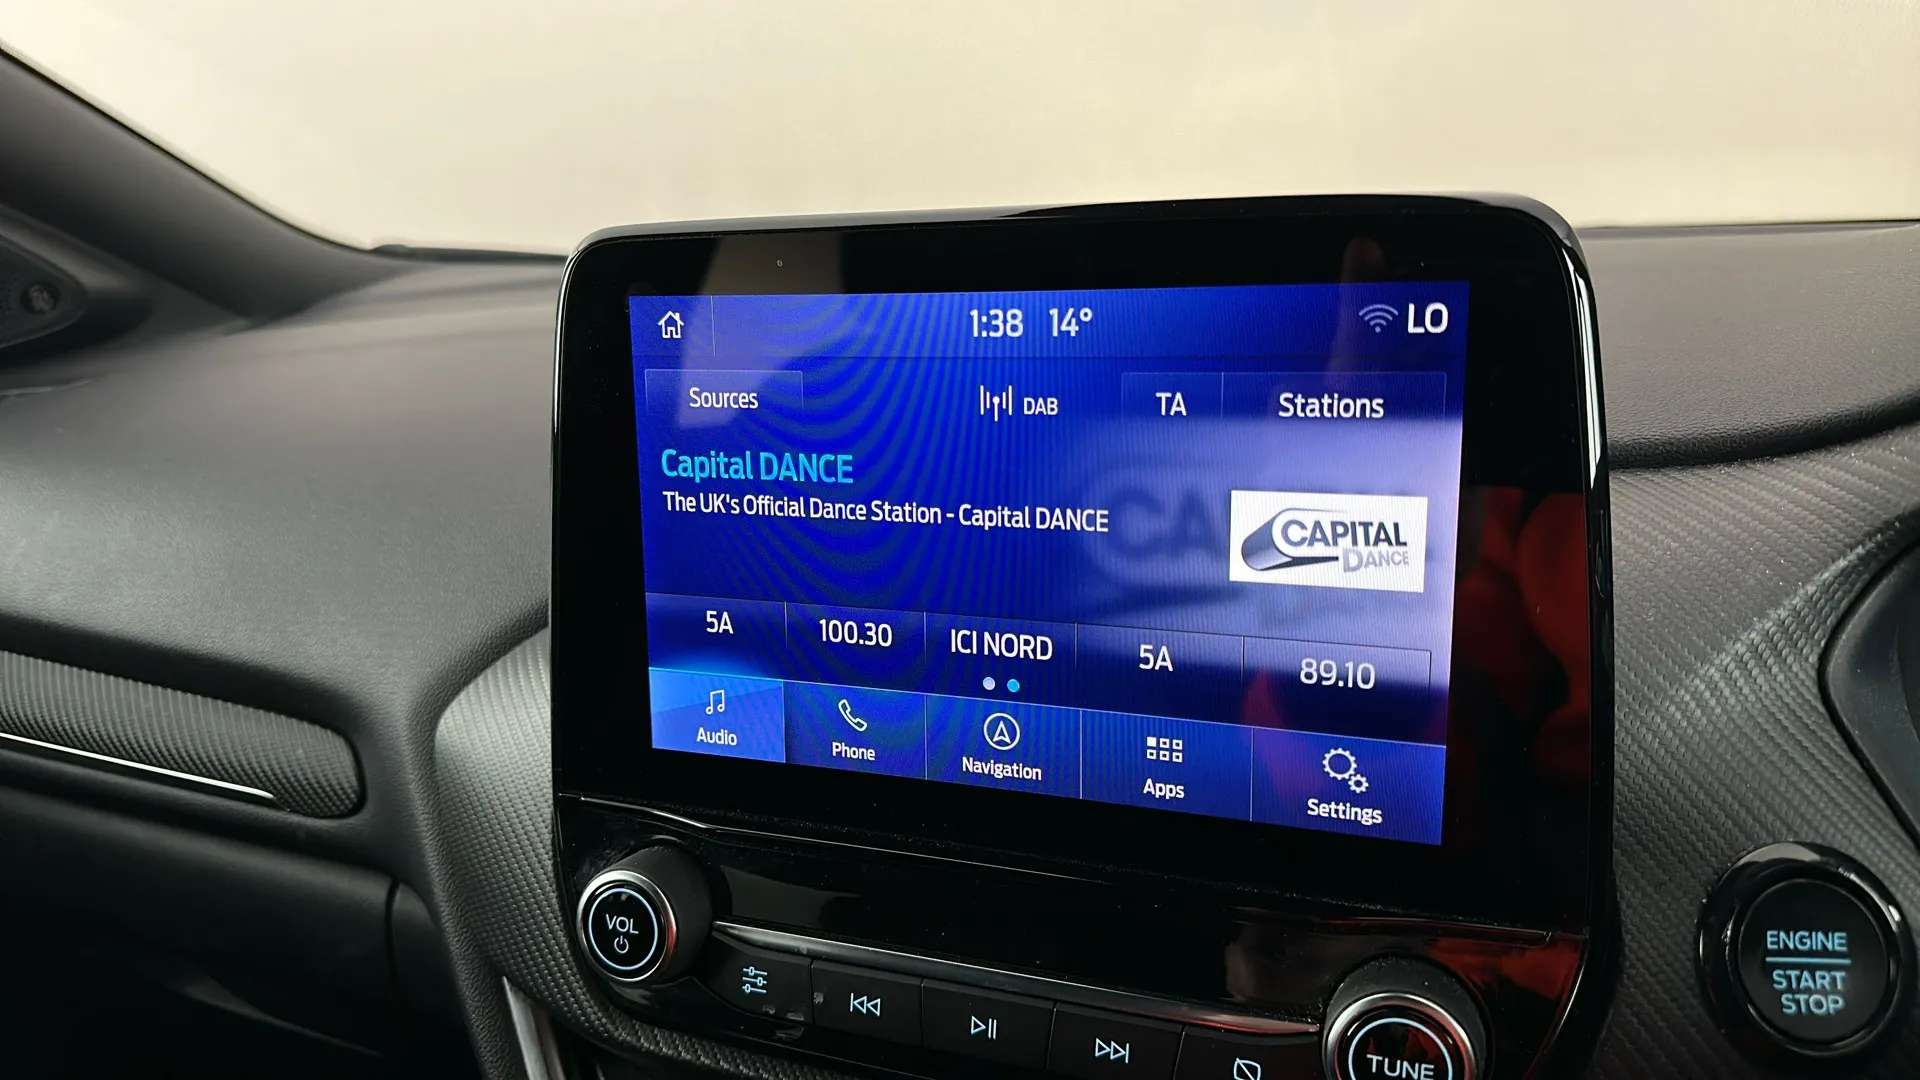 1:38 14° LO
Sources DAB TA Stations
Capital DANCE
The UK's Official Dance Station - Capital DANCE
CAPITAL
DANCE
5A 100.30 ICI NORD 5A 89.10
Audio Phone Navigation Apps Settings
VOL
TUNE
ENGINE
START
STOP